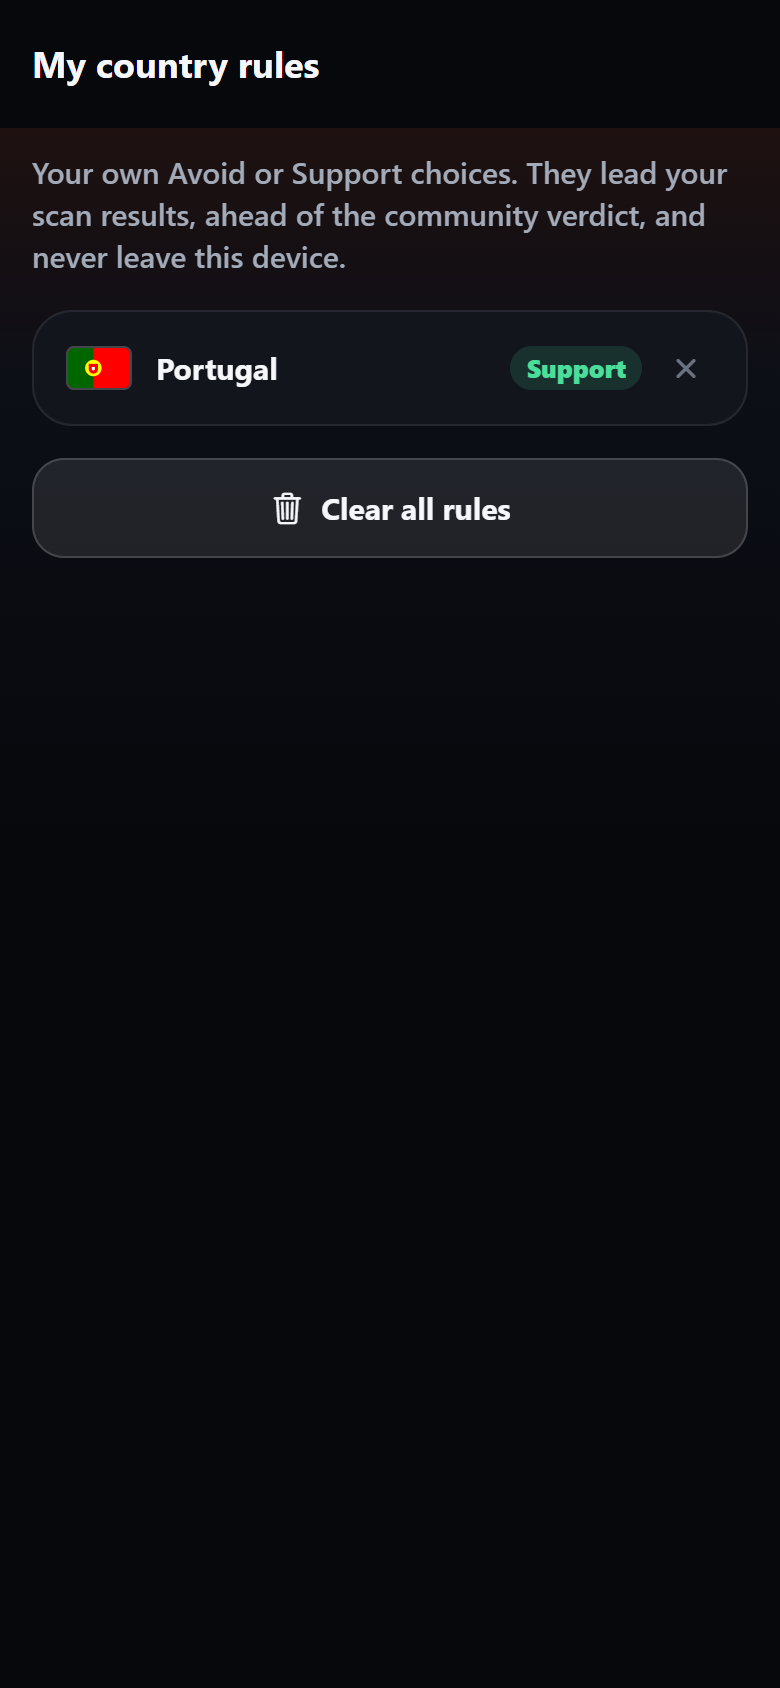 My country rules
Your own Avoid or Support choices. They lead your
scan results, ahead of the community verdict, and
never leave this device.
Portugal Support
Clear all rules